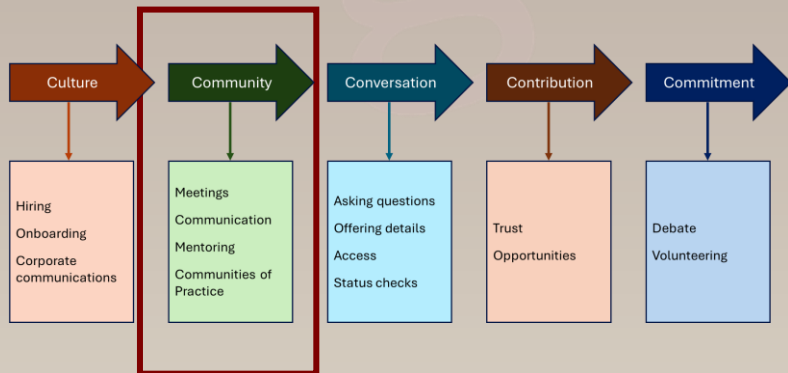 Culture
Community
Conversation
Contribution
Commitment
Hiring
Onboarding
Corporate
communications
Meetings
Communication
Mentoring
Communities of
Practice
Asking questions
Offering details
Access
Status checks
Trust
Opportunities
Debate
Volunteering